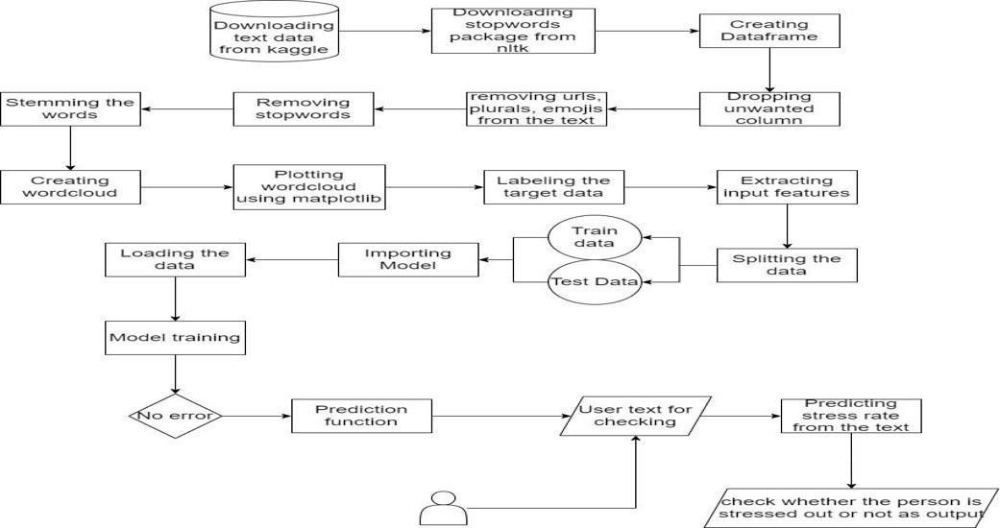 Downloading
text data
from kaggle
Downloading
stopwords
package from
nltk
Creating
Dataframe
Stemming the
words
Removing
stopwords
removing urls,
plurals, emojis
from the text
Dropping
unwanted
column
Creating
wordcloud
Plotting
wordcloud
using matplotlib
Labeling the
target data
Extracting
input features
Loading the
data
Importing
Model
Train
data
Test Data
Splitting the
data
Model training
No error
Prediction
function
User text for
checking
Predicting
stress rate
from the text
check whether the person is
stressed out or not as output